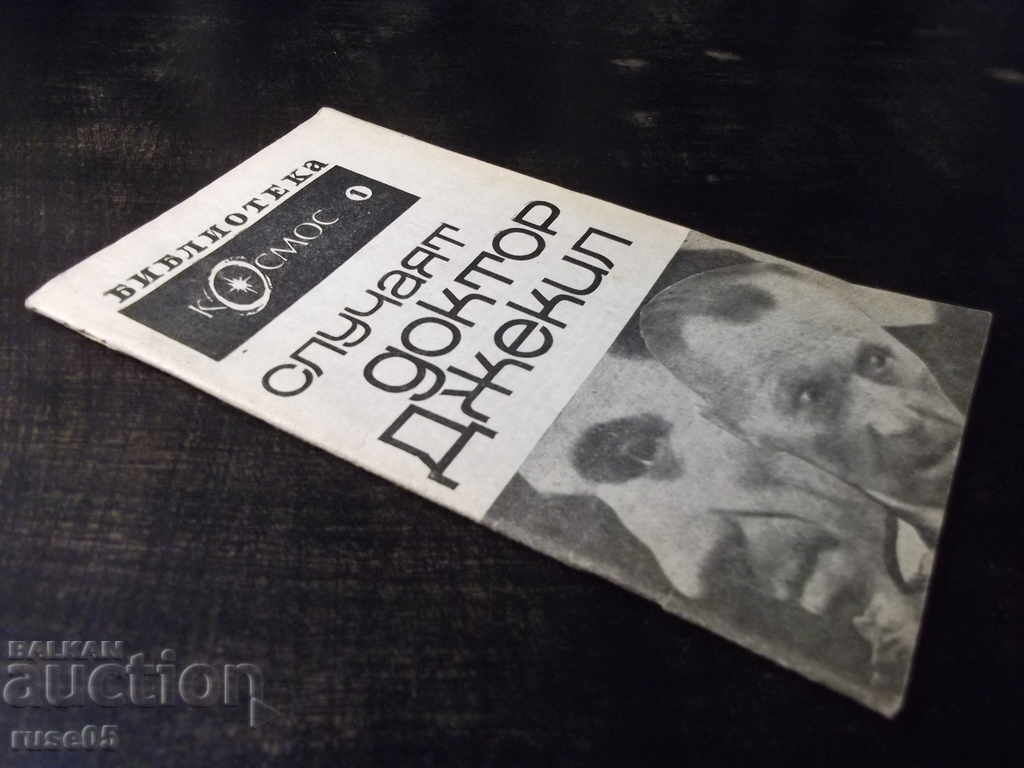 БИБЛИОТЕКА
КОСМОС 1
СЛУЧАЯТ
ДОКТОР
ДЖЕКИЛ
BALKAN
auction
ruse05